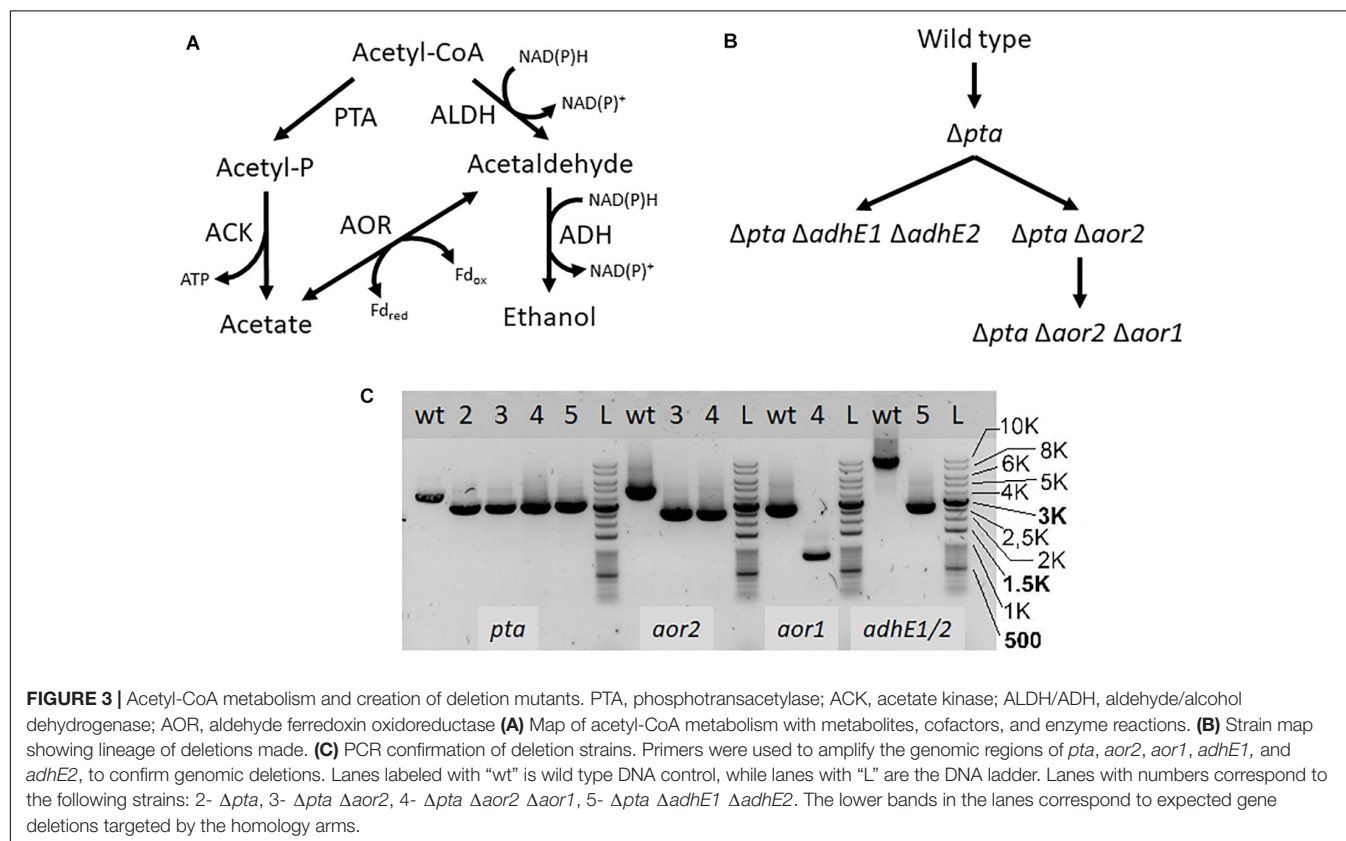 A
Acetyl-CoA
NAD(P)H
NAD(P)+
PTA
ALDH
Acetyl-P
Acetaldehyde
ACK
AOR
NAD(P)H
ADH
ATP
Fdox
NAD(P)+
Fdred
Acetate
Ethanol
B
Wild type
Δpta
Δpta ΔadhE1 ΔadhE2
Δpta Δaor2
Δpta Δaor2 Δaor1
C
wt 2 3 4 5 L wt 3 4 L wt 4 L wt 5 L
10K
8K
6K
5K
4K
3K
2,5K
2K
1.5K
1K
500
pta aor2 aor1 adhE1/2
FIGURE 3 | Acetyl-CoA metabolism and creation of deletion mutants. PTA, phosphotransacetylase; ACK, acetate kinase; ALDH/ADH, aldehyde/alcohol
dehydrogenase; AOR, aldehyde ferredoxin oxidoreductase (A) Map of acetyl-CoA metabolism with metabolites, cofactors, and enzyme reactions. (B) Strain map
showing lineage of deletions made. (C) PCR confirmation of deletion strains. Primers were used to amplify the genomic regions of pta, aor2, aor1, adhE1, and
adhE2, to confirm genomic deletions. Lanes labeled with “wt” is wild type DNA control, while lanes with “L” are the DNA ladder. Lanes with numbers correspond to
the following strains: 2- Δpta, 3- Δpta Δaor2, 4- Δpta Δaor2 Δaor1, 5- Δpta ΔadhE1 ΔadhE2. The lower bands in the lanes correspond to expected gene
deletions targeted by the homology arms.